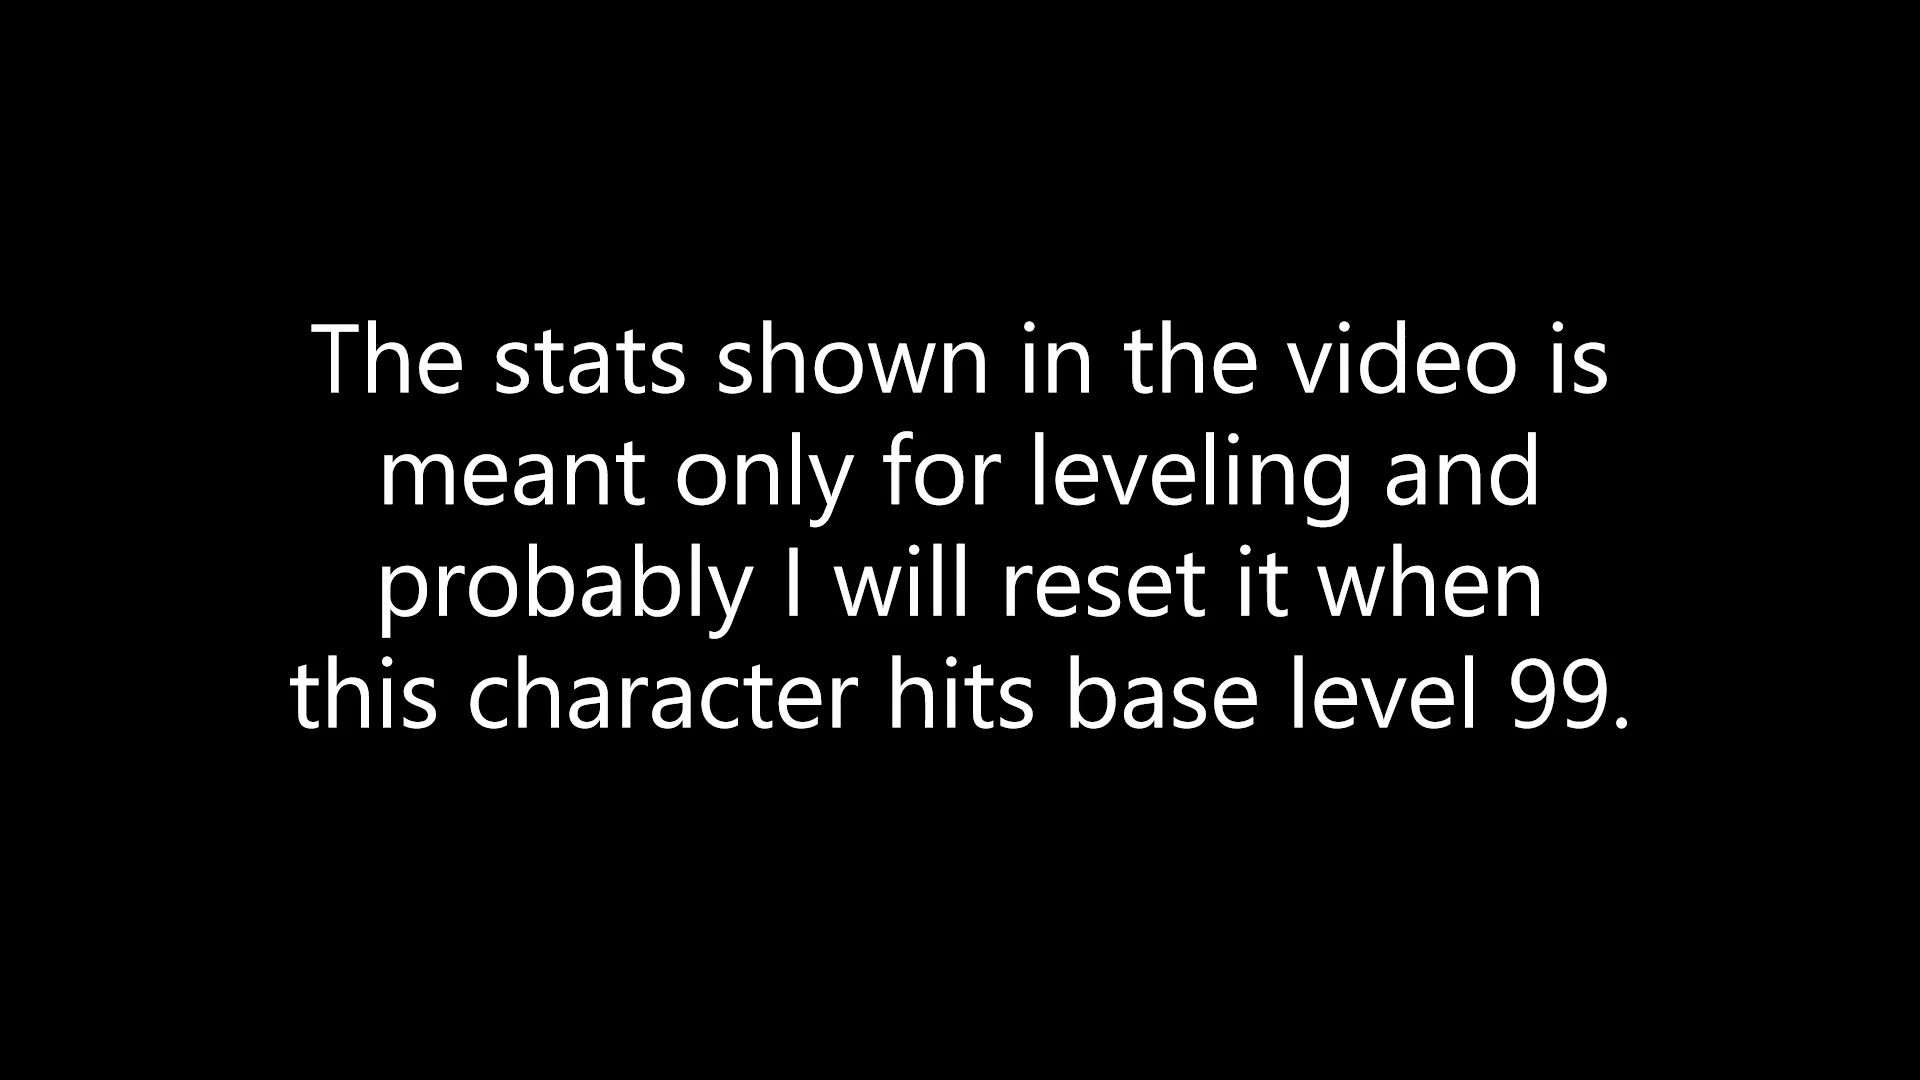 The stats shown in the video is
meant only for leveling and
probably I will reset it when
this character hits base level 99.